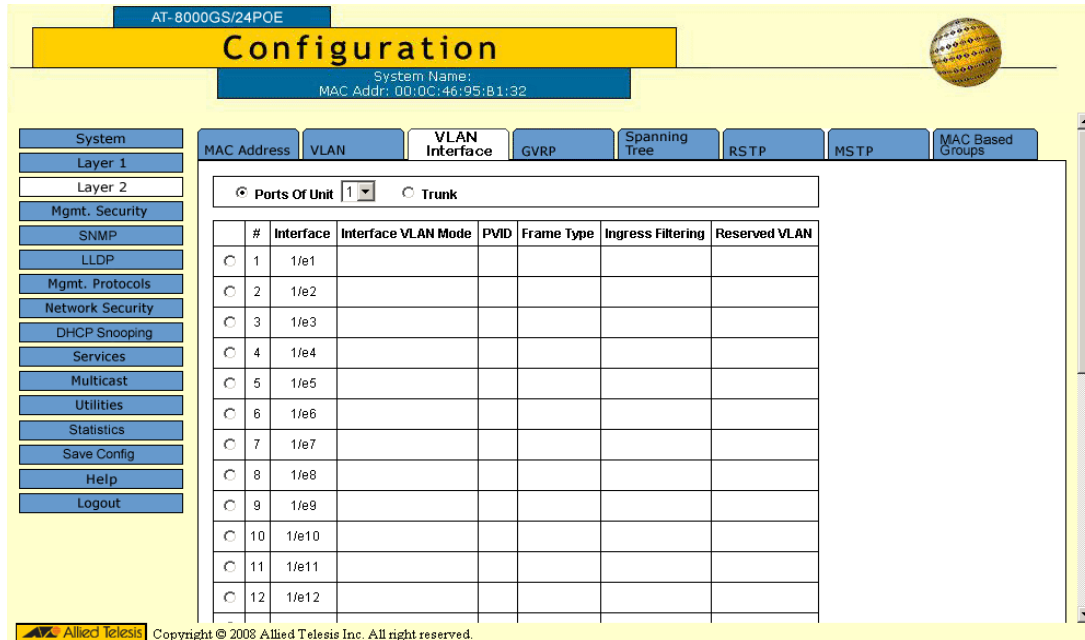 AT-8000GS/24POE
Configuration
System Name:
MAC Addr: 00:0C:46:95:B1:32
System
Layer 1
Layer 2
Mgmt. Security
SNMP
LLDP
Mgmt. Protocols
Network Security
DHCP Snooping
Services
Multicast
Utilities
Statistics
Save Config
Help
Logout
MAC Address VLAN VLAN Interface GVRP Spanning Tree RSTP MSTP MAC Based Groups
Ports Of Unit 1 Trunk
# Interface Interface VLAN Mode PVID Frame Type Ingress Filtering Reserved VLAN
1 1/e1
2 1/e2
3 1/e3
4 1/e4
5 1/e5
6 1/e6
7 1/e7
8 1/e8
9 1/e9
10 1/e10
11 1/e11
12 1/e12
Allied Telesis Copyright © 2008 Allied Telesis Inc. All right reserved.